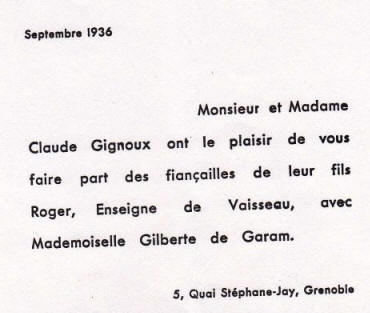 Septembre 1936
Monsieur et Madame
Claude Gignoux ont le plaisir de vous
faire part des fiançailles de leur fils
Roger, Enseigne de Vaisseau, avec
Mademoiselle Gilberte de Garam.
5, Quai Stéphane-Jay, Grenoble